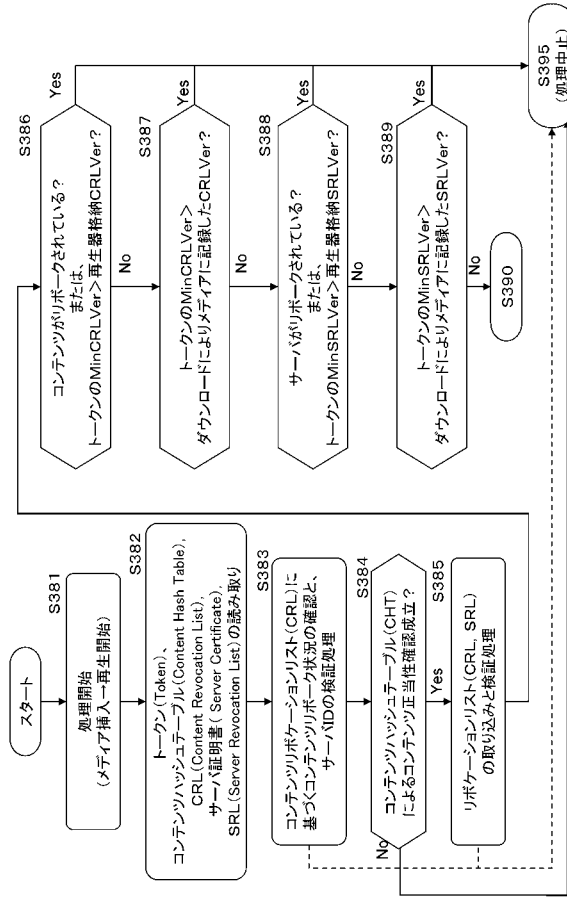 スタート
S381
処理開始
(メディア挿入→再生開始)
S382
トークン(Token)、
コンテンツハッシュテーブル(Content Hash Table),
CRL(Content Revocation List),
サーバ証明書( Server Certificate),
SRL(Server Revocation List)の読み取り
S383
コンテンツリボケーションリスト(CRL)に
基づくコンテンツリボーク状況の確認と、
サーバIDの検証処理
S384
コンテンツハッシュテーブル(CHT)
によるコンテンツ正当性確認成立?
No
Yes
S385
リボケーションリスト(CRL, SRL)
の取り込みと検証処理
S386
コンテンツがリボークされている?
または、
トークンのMinCRLVer>再生器格納CRLVer?
Yes
No
S387
トークンのMinCRLVer>
ダウンロードによりメディアに記録したCRLVer?
Yes
No
S388
サーバがリボークされている?
または、
トークンのMinSRLVer>再生器格納SRLVer?
Yes
No
S389
トークンのMinSRLVer>
ダウンロードによりメディアに記録したSRLVer?
Yes
No
S390
S395
(処理中止)